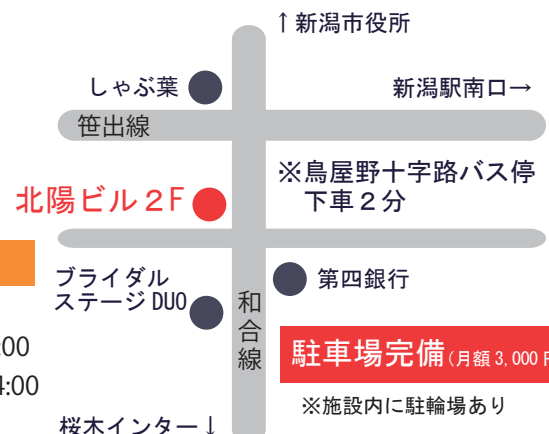 ↑新潟市役所
しゃぶ葉
新潟駅南口→
笹出線
※鳥屋野十字路バス停
下車２分
北陽ビル２F
ブライダル
ステージDUO
第四銀行
和合線
:00
4:00
駐車場完備(月額3,000
※施設内に駐輪場あり
桜木インター↓